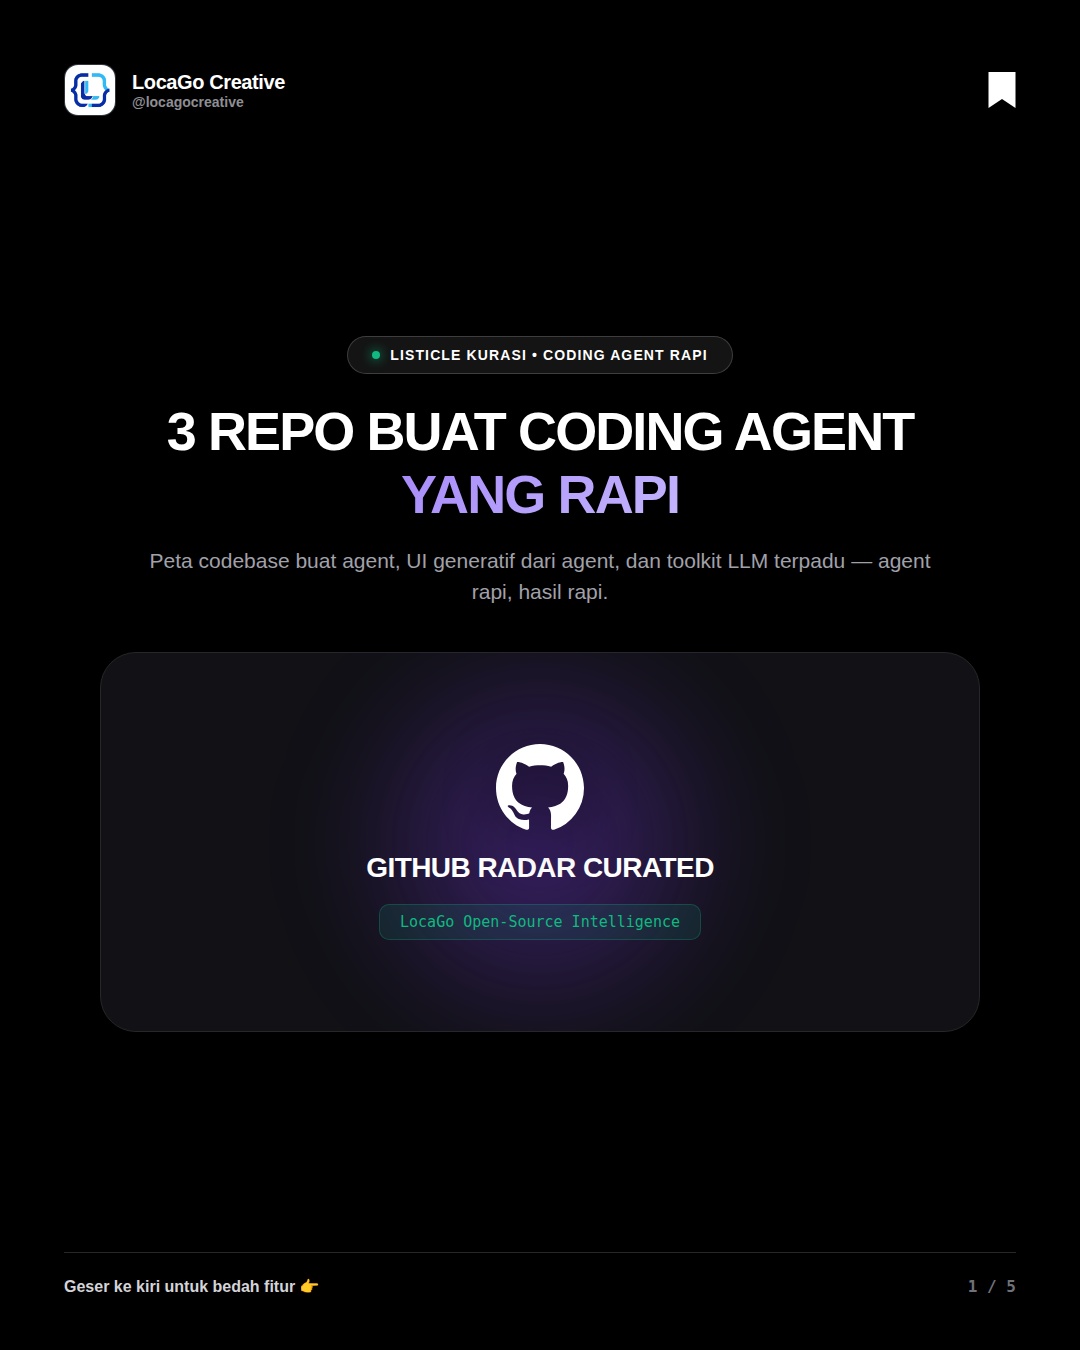 LocaGo Creative
@locagocreative
LISTICLE KURASI • CODING AGENT RAPI
3 REPO BUAT CODING AGENT
YANG RAPI
Peta codebase buat agent, UI generatif dari agent, dan toolkit LLM terpadu — agent
rapi, hasil rapi.
GITHUB RADAR CURATED
LocaGo Open-Source Intelligence
Geser ke kiri untuk bedah fitur 👉
1 / 5